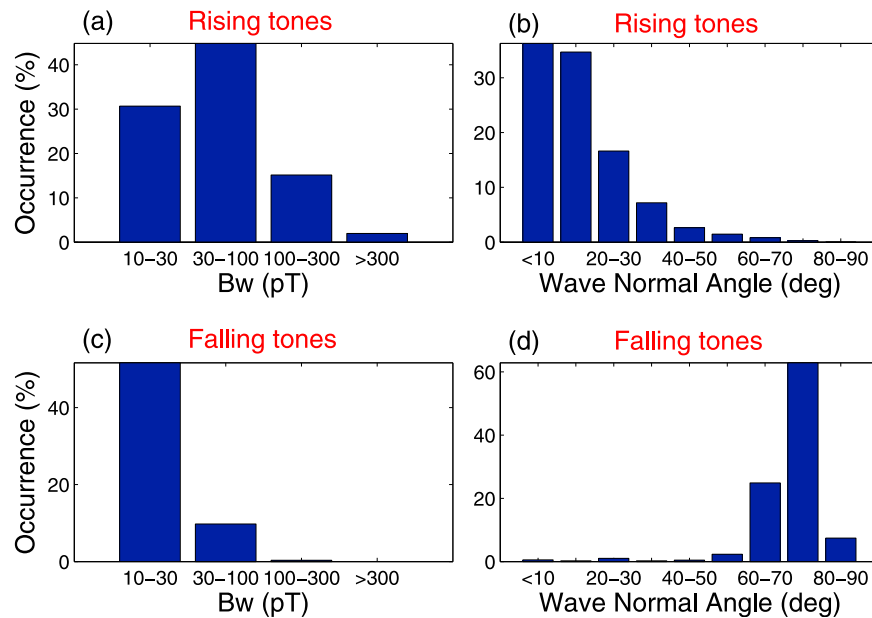 (a) Rising tones
Occurrence (%)
40
30
20
10
0
10−30 30−100 100−300 >300
Bw (pT)
(b) Rising tones
30
20
10
0
<10 20−30 40−50 60−70 80−90
Wave Normal Angle (deg)
(c) Falling tones
Occurrence (%)
40
20
0
10−30 30−100 100−300 >300
Bw (pT)
(d) Falling tones
60
40
20
0
<10 20−30 40−50 60−70 80−90
Wave Normal Angle (deg)